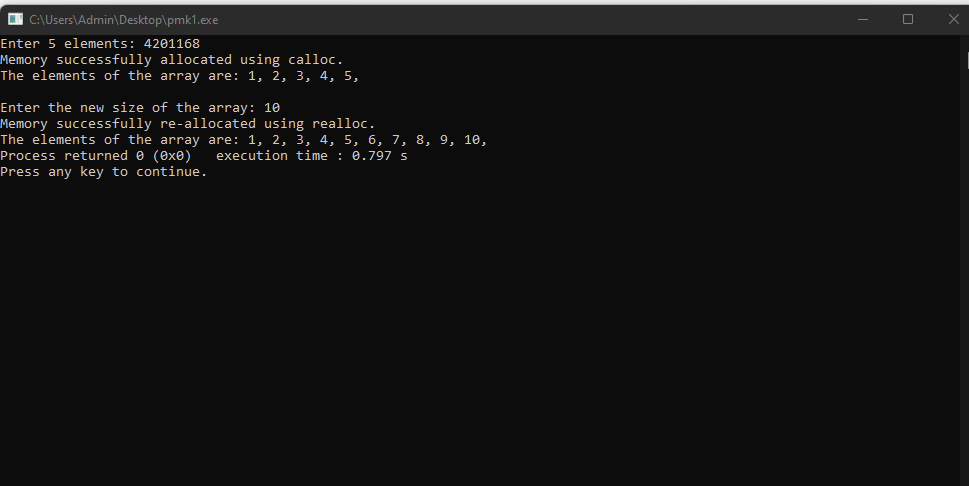 C:\Users\Admin\Desktop\pmk1.exe
Enter 5 elements: 4201168
Memory successfully allocated using calloc.
The elements of the array are: 1, 2, 3, 4, 5,
Enter the new size of the array: 10
Memory successfully re-allocated using realloc.
The elements of the array are: 1, 2, 3, 4, 5, 6, 7, 8, 9, 10,
Process returned 0 (0x0)   execution time : 0.797 s
Press any key to continue.